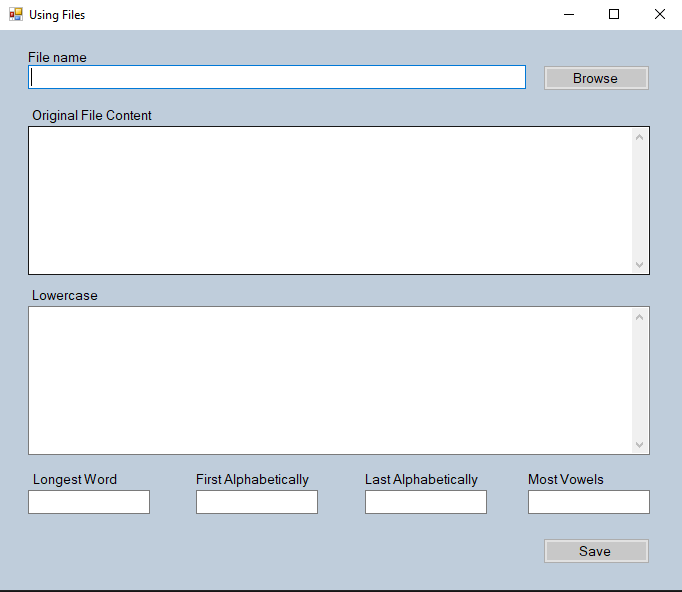 Using Files
File name
Browse
Original File Content
Lowercase
Longest Word First Alphabetically Last Alphabetically Most Vowels
Save